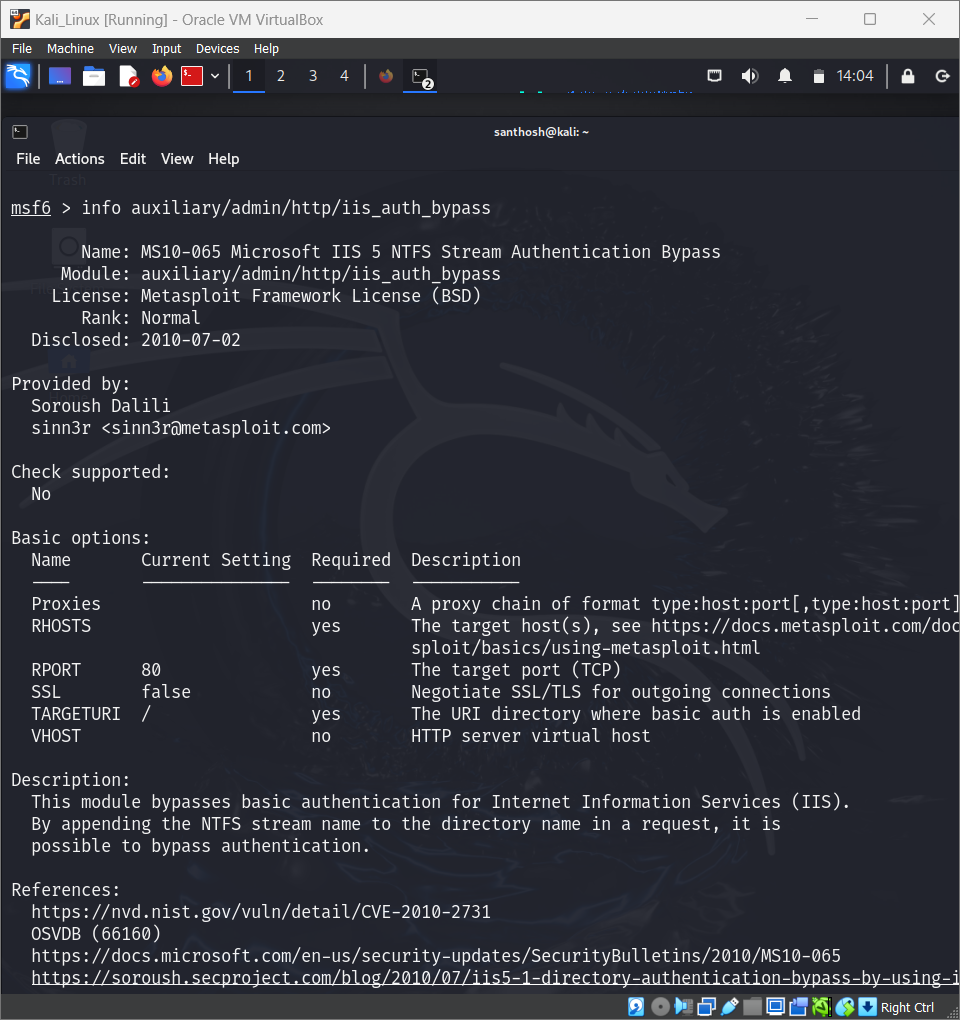 Kali_Linux [Running] - Oracle VM VirtualBox
File Machine View Input Devices Help
1 2 3 4 2 14:04
santhosh@kali: ~
Trash
File Actions Edit View Help
msf6 > info auxiliary/admin/http/iis_auth_bypass
Name: MS10-065 Microsoft IIS 5 NTFS Stream Authentication Bypass
Module: auxiliary/admin/http/iis_auth_bypass
License: Metasploit Framework License (BSD)
Rank: Normal
Disclosed: 2010-07-02
Provided by:
Soroush Dalili
sinn3r <sinn3r@metasploit.com>
Check supported:
No
Basic options:
Name Current Setting Required Description
---- --------------- -------- -----------
Proxies no A proxy chain of format type:host:port[,type:host:port]
RHOSTS yes The target host(s), see https://docs.metasploit.com/doc
sploit/basics/using-metasploit.html
RPORT 80 yes The target port (TCP)
SSL false no Negotiate SSL/TLS for outgoing connections
TARGETURI / yes The URI directory where basic auth is enabled
VHOST no HTTP server virtual host
Description:
This module bypasses basic authentication for Internet Information Services (IIS).
By appending the NTFS stream name to the directory name in a request, it is
possible to bypass authentication.
References:
https://nvd.nist.gov/vuln/detail/CVE-2010-2731
OSVDB (66160)
https://docs.microsoft.com/en-us/security-updates/SecurityBulletins/2010/MS10-065
https://soroush.secproject.com/blog/2010/07/iis5-1-directory-authentication-bypass-by-using-i
Right Ctrl